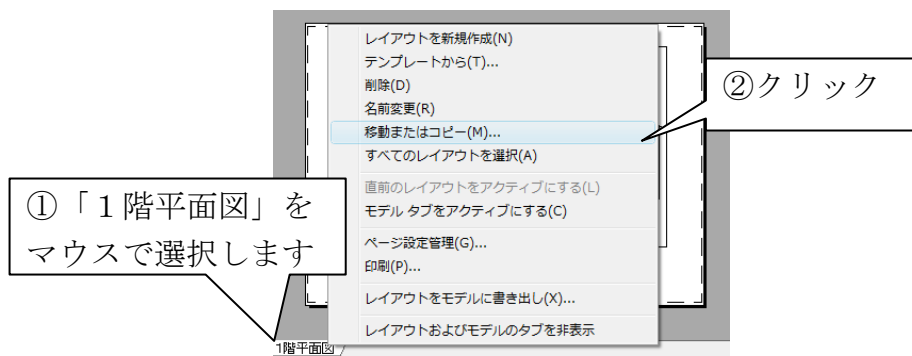 レイアウトを新規作成(N)
テンプレートから(T)...
削除(D)
名前変更(R)
移動またはコピー(M)...
すべてのレイアウトを選択(A)
直前のレイアウトをアクティブにする(L)
モデル タブをアクティブにする(C)
ページ設定管理(G)...
印刷(P)...
レイアウトをモデルに書き出し(X)...
レイアウトおよびモデルのタブを非表示
②クリック
①「１階平面図」を
マウスで選択します
1階平面図